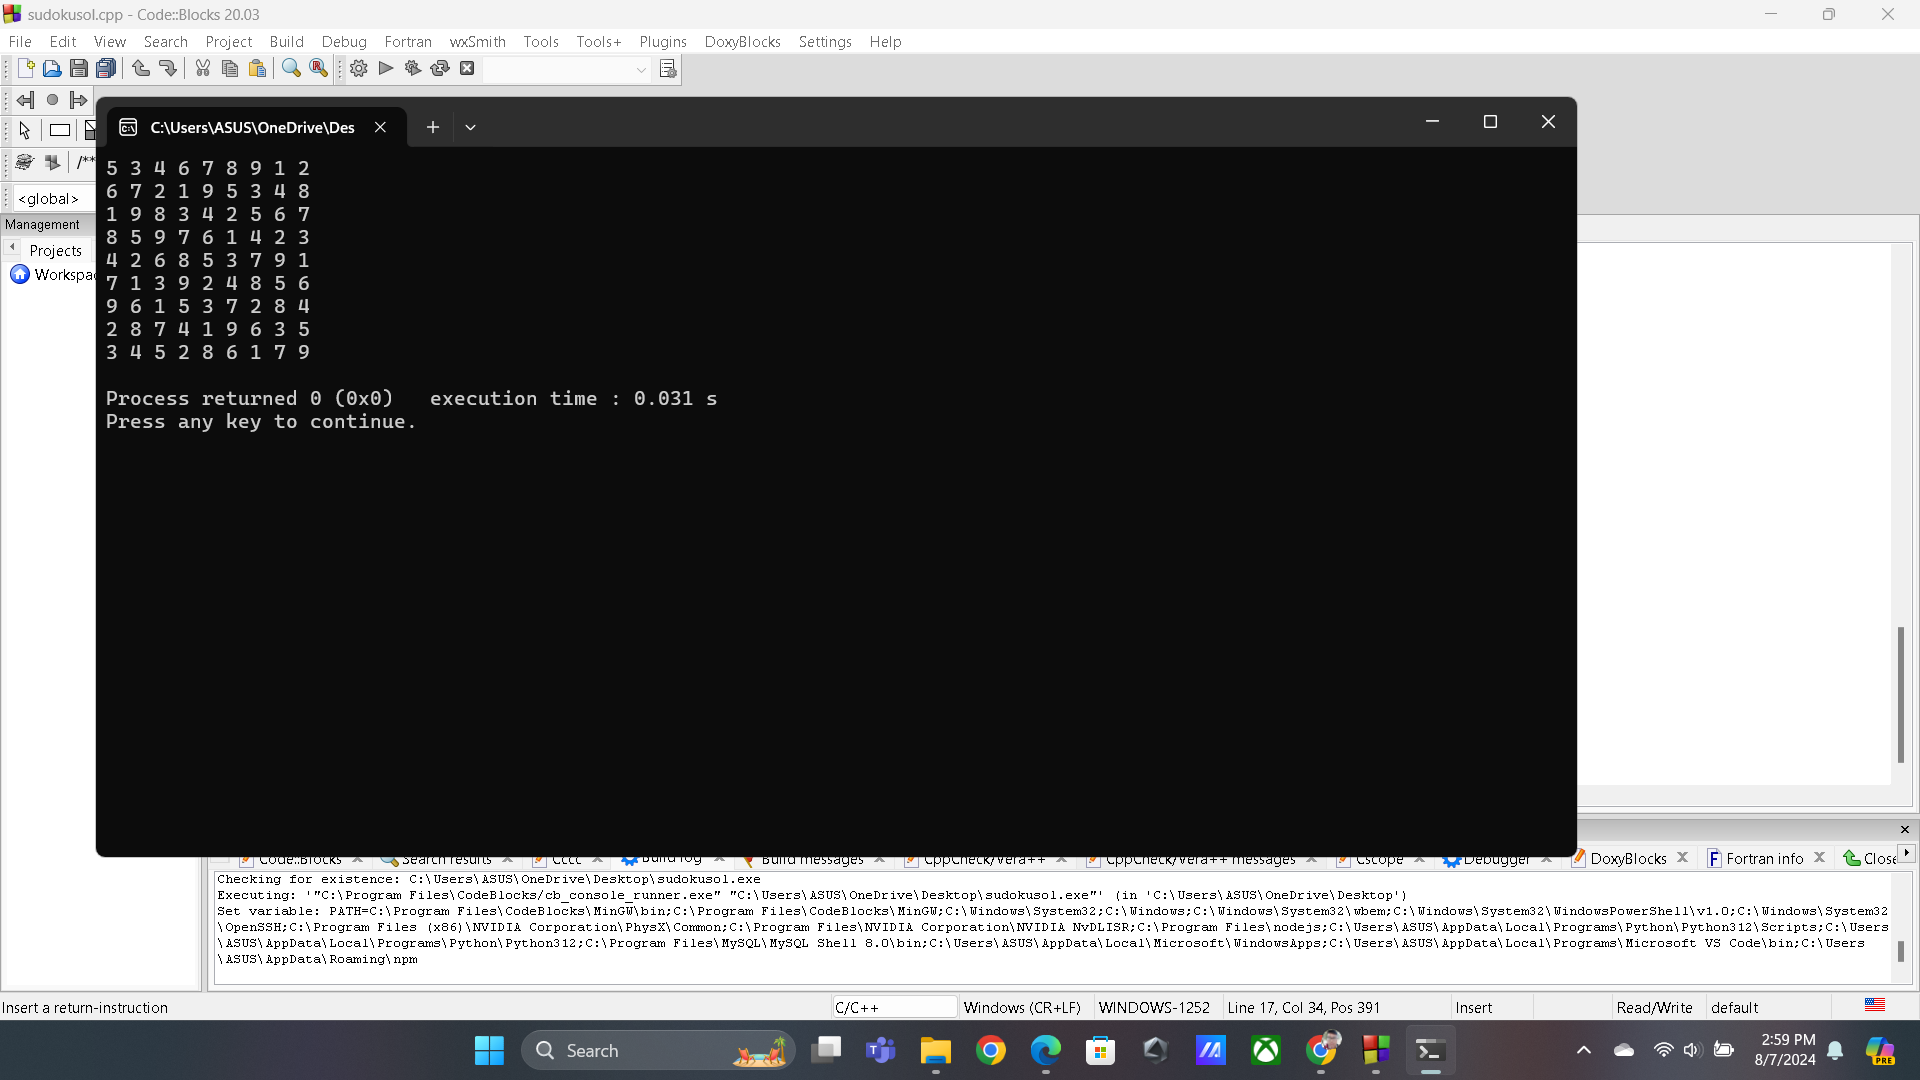 sudokusol.cpp - Code::Blocks 20.03
File Edit View Search Project Build Debug Fortran wxSmith Tools Tools+ Plugins DoxyBlocks Settings Help
/**
<global>
Management
Projects
Workspac
C:\Users\ASUS\OneDrive\Des
5 3 4 6 7 8 9 1 2
6 7 2 1 9 5 3 4 8
1 9 8 3 4 2 5 6 7
8 5 9 7 6 1 4 2 3
4 2 6 8 5 3 7 9 1
7 1 3 9 2 4 8 5 6
9 6 1 5 3 7 2 8 4
2 8 7 4 1 9 6 3 5
3 4 5 2 8 6 1 7 9
Process returned 0 (0x0)   execution time : 0.031 s
Press any key to continue.
Code::Blocks Search results Cccc Build log Build messages CppCheck/Vera++ CppCheck/Vera++ messages Cscope Debugger DoxyBlocks Fortran info Close
Checking for existence: C:\Users\ASUS\OneDrive\Desktop\sudokusol.exe
Executing: '"C:\Program Files\CodeBlocks/cb_console_runner.exe" "C:\Users\ASUS\OneDrive\Desktop\sudokusol.exe"' (in 'C:\Users\ASUS\OneDrive\Desktop')
Set variable: PATH=C:\Program Files\CodeBlocks\MinGW\bin;C:\Program Files\CodeBlocks\MinGW;C:\Windows\System32;C:\Windows;C:\Windows\System32\wbem;C:\Windows\System32\WindowsPowerShell\v1.0;C:\Windows\System32
\OpenSSH;C:\Program Files (x86)\NVIDIA Corporation\PhysX\Common;C:\Program Files\NVIDIA Corporation\NVIDIA NvDLISR;C:\Program Files\nodejs;C:\Users\ASUS\AppData\Local\Programs\Python\Python312\Scripts;C:\Users
\ASUS\AppData\Local\Programs\Python\Python312;C:\Program Files\MySQL\MySQL Shell 8.0\bin;C:\Users\ASUS\AppData\Local\Microsoft\WindowsApps;C:\Users\ASUS\AppData\Local\Programs\Microsoft VS Code\bin;C:\Users
\ASUS\AppData\Roaming\npm
Insert a return-instruction C/C++ Windows (CR+LF) WINDOWS-1252 Line 17, Col 34, Pos 391 Insert Read/Write default
Search
2:59 PM
8/7/2024
PRE